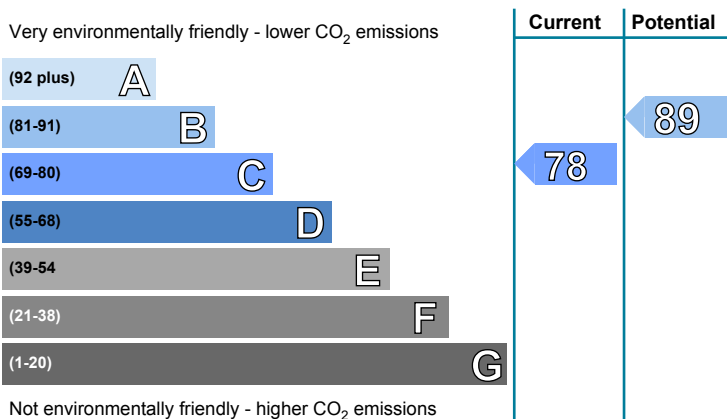 Current Potential
Very environmentally friendly - lower CO₂ emissions
(92 plus) A
(81-91) B
89
(69-80) C
78
(55-68) D
(39-54 E
(21-38) F
(1-20) G
Not environmentally friendly - higher CO₂ emissions